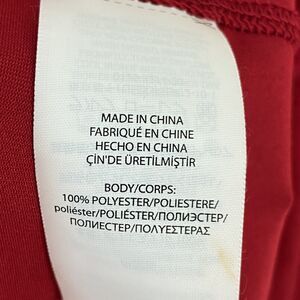 MADE IN CHINA
FABRIQUÉ EN CHINE
HECHO EN CHINA
ÇİN'DE ÜRETİLMİŞTİR
BODY/CORPS:
100% POLYESTER/POLIESTERE/
poliéster/POLIÉSTER/ПОЛИЭСТЕР/
ПОЛИЕСТЕР/ΠΟΛΥΕΣΤΕΡΑΣ